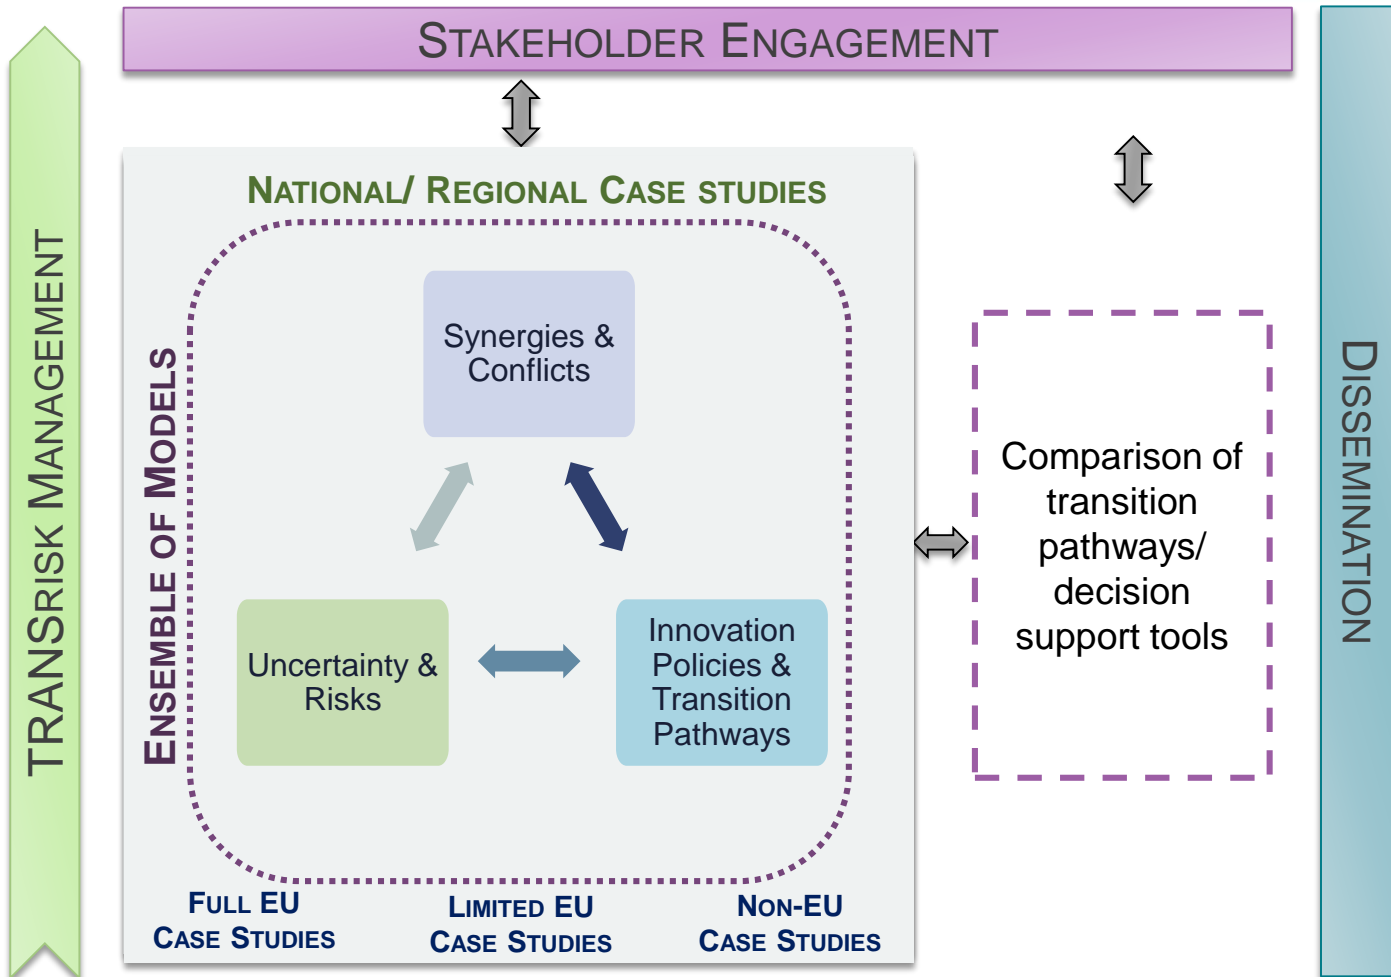 STAKEHOLDER ENGAGEMENT
TRANSRISK MANAGEMENT
DISSEMINATION
NATIONAL/ REGIONAL CASE STUDIES
ENSEMBLE OF MODELS
Synergies &
Conflicts
Uncertainty &
Risks
Innovation
Policies &
Transition
Pathways
Comparison of
transition
pathways/
decision
support tools
FULL EU
CASE STUDIES
LIMITED EU
CASE STUDIES
NON-EU
CASE STUDIES